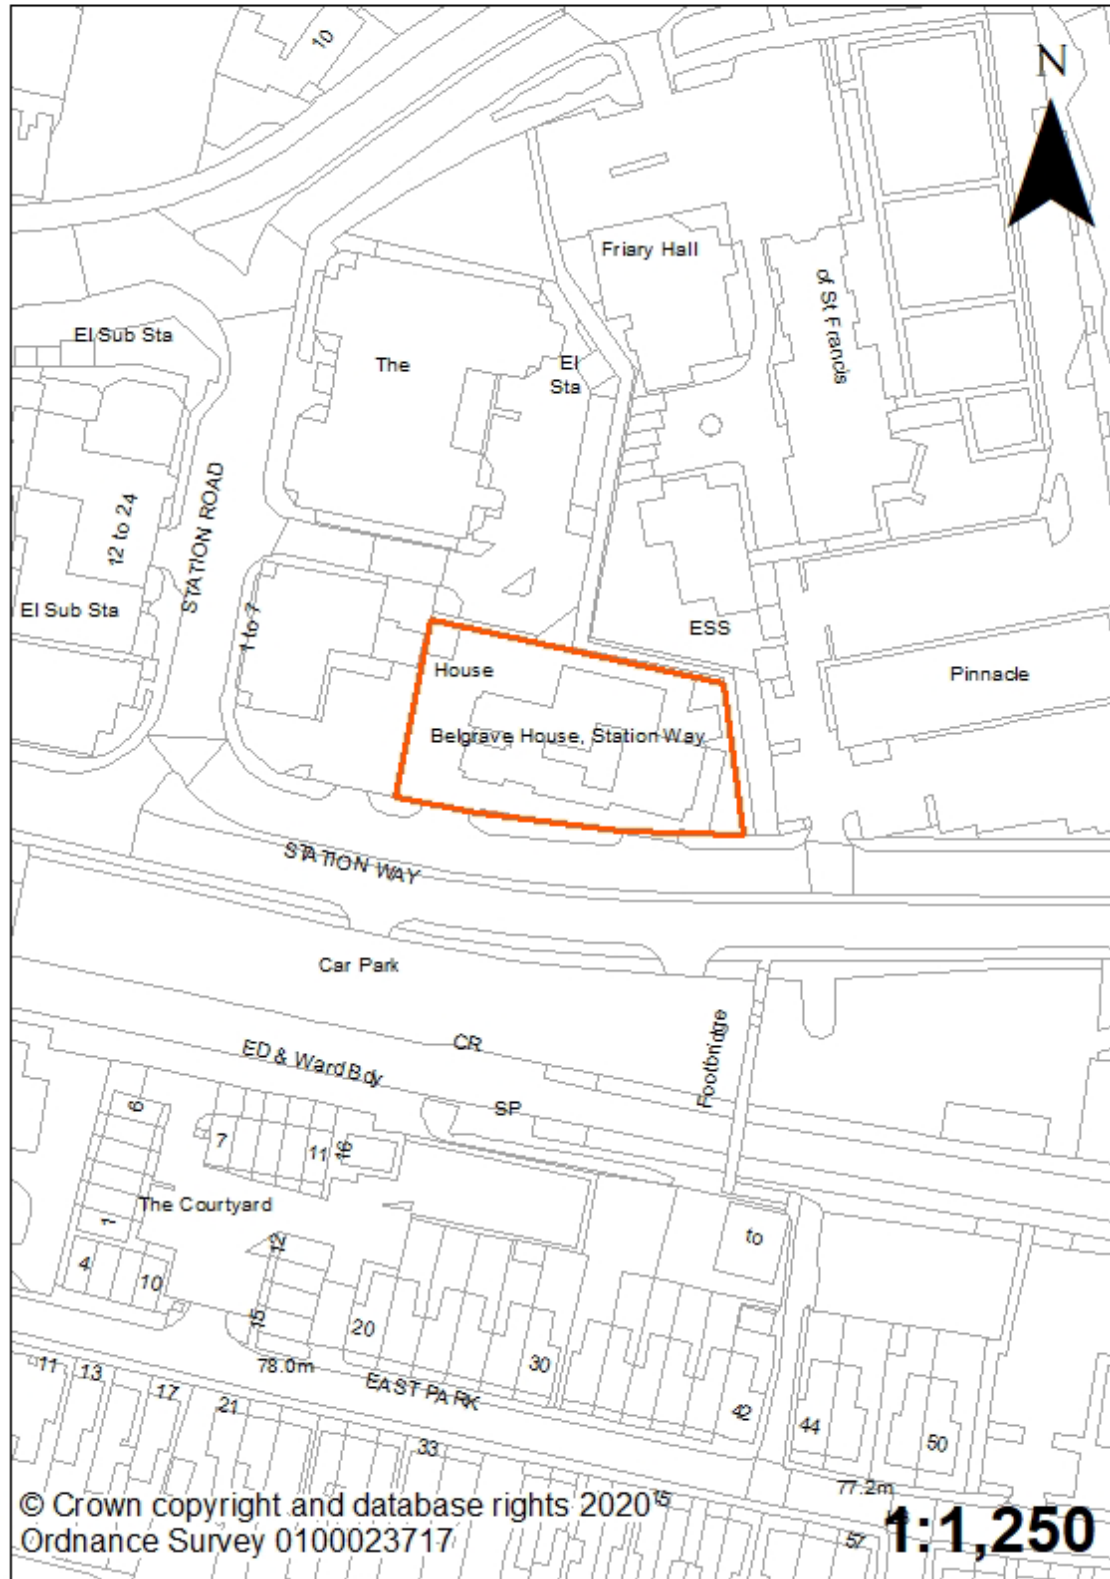 10
N
Friary Hall
of St Francis
El Sub Sta
The
El
Sta
12 to 24
STATION ROAD
El Sub Sta
1 to 7
ESS
House
Pinnacle
Belgrave House, Station Way
STATION WAY
Car Park
CR
Footbridge
ED & Ward Bdy
SP
6
7
11
16
The Courtyard
1
12
to
4
10
15
20
30
78.0m
EAST PARK
11
13
17
21
42
44
50
33
77.2m
© Crown copyright and database rights 2020
Ordnance Survey 0100023717
57
1:1,250